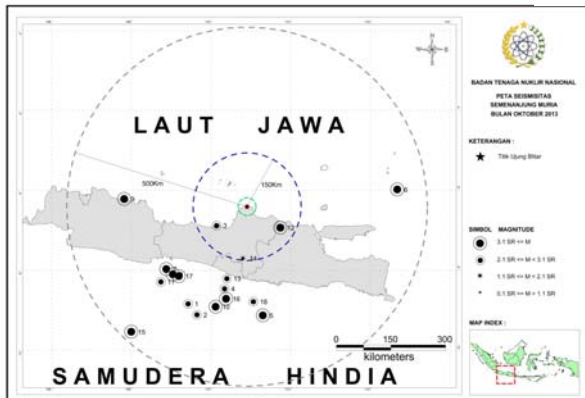 LAUT JAWA
500Km
150Km
9
6
3
12
14
17
11
13
4
16
18
1
10
2
5
15
0 150 300
kilometers
SAMUDERA HINDIA
BADAN TENAGA NUKLIR NASIONAL
PETA SEISMISITAS
SEMENANJUNG MURIA
BULAN OKTOBER 2013
KETERANGAN :
Titik Ujung Blitar
SIMBOL MAGNITUDE
3.1 SR <= M
2.1 SR <= M < 3.1 SR
1.1 SR <= M < 2.1 SR
0.1 SR <= M < 1.1 SR
MAP INDEX :